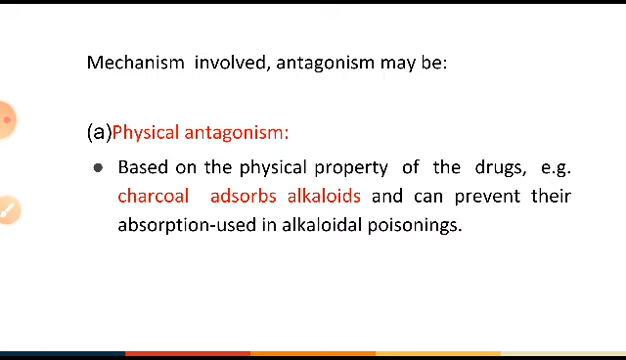 Mechanism involved, antagonism may be:
(a)Physical antagonism:
● Based on the physical property of the drugs, e.g.
charcoal adsorbs alkaloids and can prevent their
absorption-used in alkaloidal poisonings.